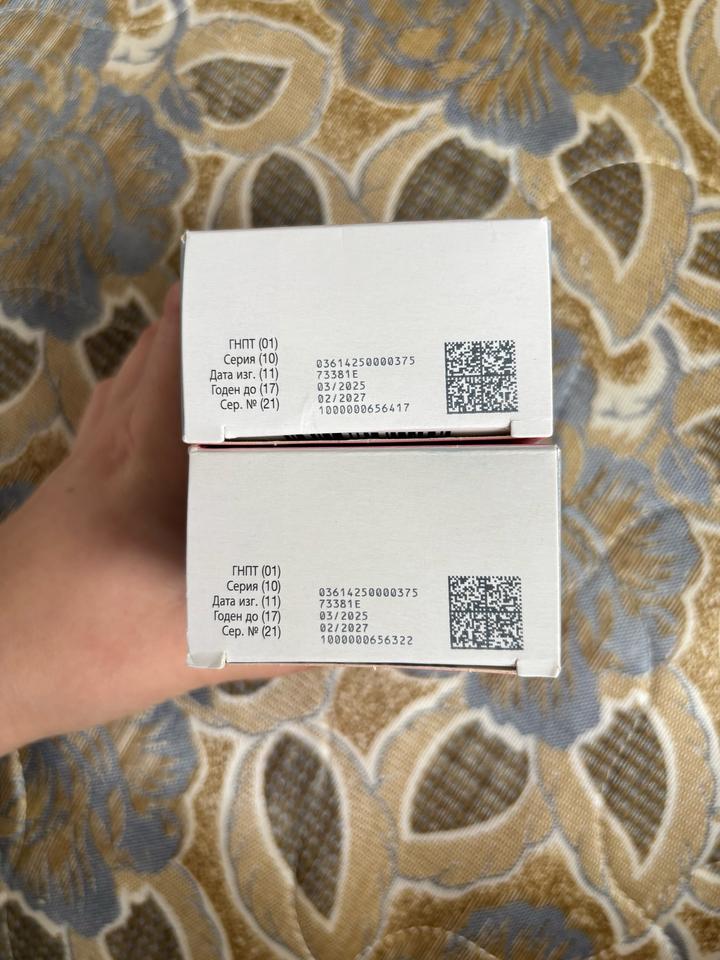 ГНПТ (01)
Серия (10)
Дата изг. (11)
Годен до (17)
Сер. № (21)
03614250000375
73381E
03/2025
02/2027
1000000656417
ГНПТ (01)
Серия (10)
Дата изг. (11)
Годен до (17)
Сер. № (21)
03614250000375
73381E
03/2025
02/2027
1000000656322